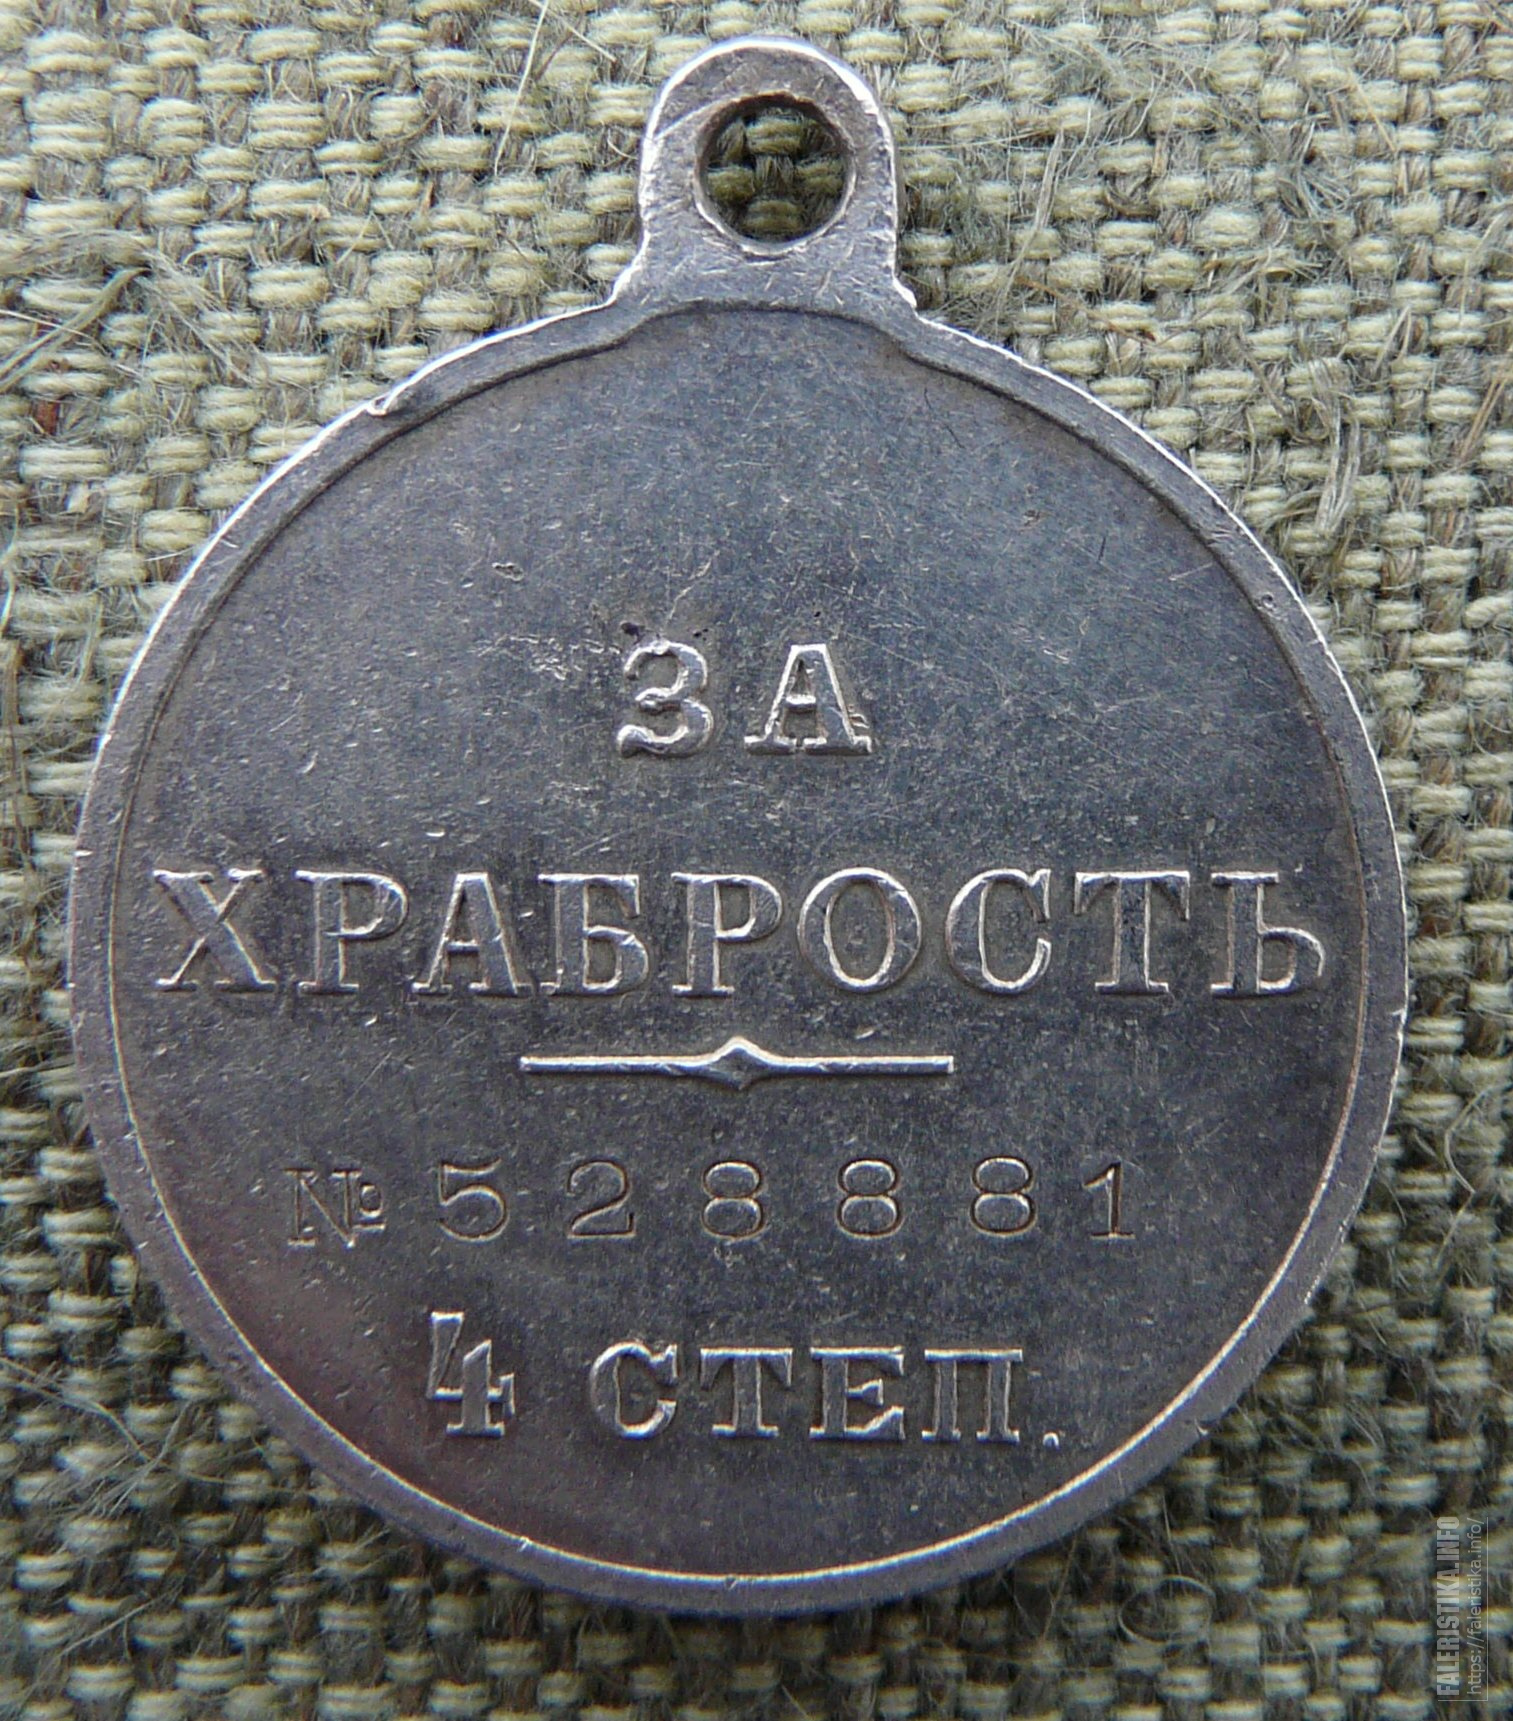 ЗА
ХРАБРОСТЬ
№ 528881
4 СТЕП.
FALERISTIKA.INFO
https://faleristika.info/